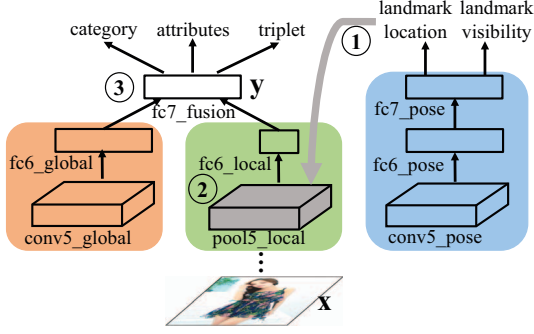 category attributes triplet
landmark landmark
location visibility
1
3
y
fc7_fusion
fc7_pose
fc6_global
fc6_local
fc6_pose
2
conv5_global
pool5_local
conv5_pose
x